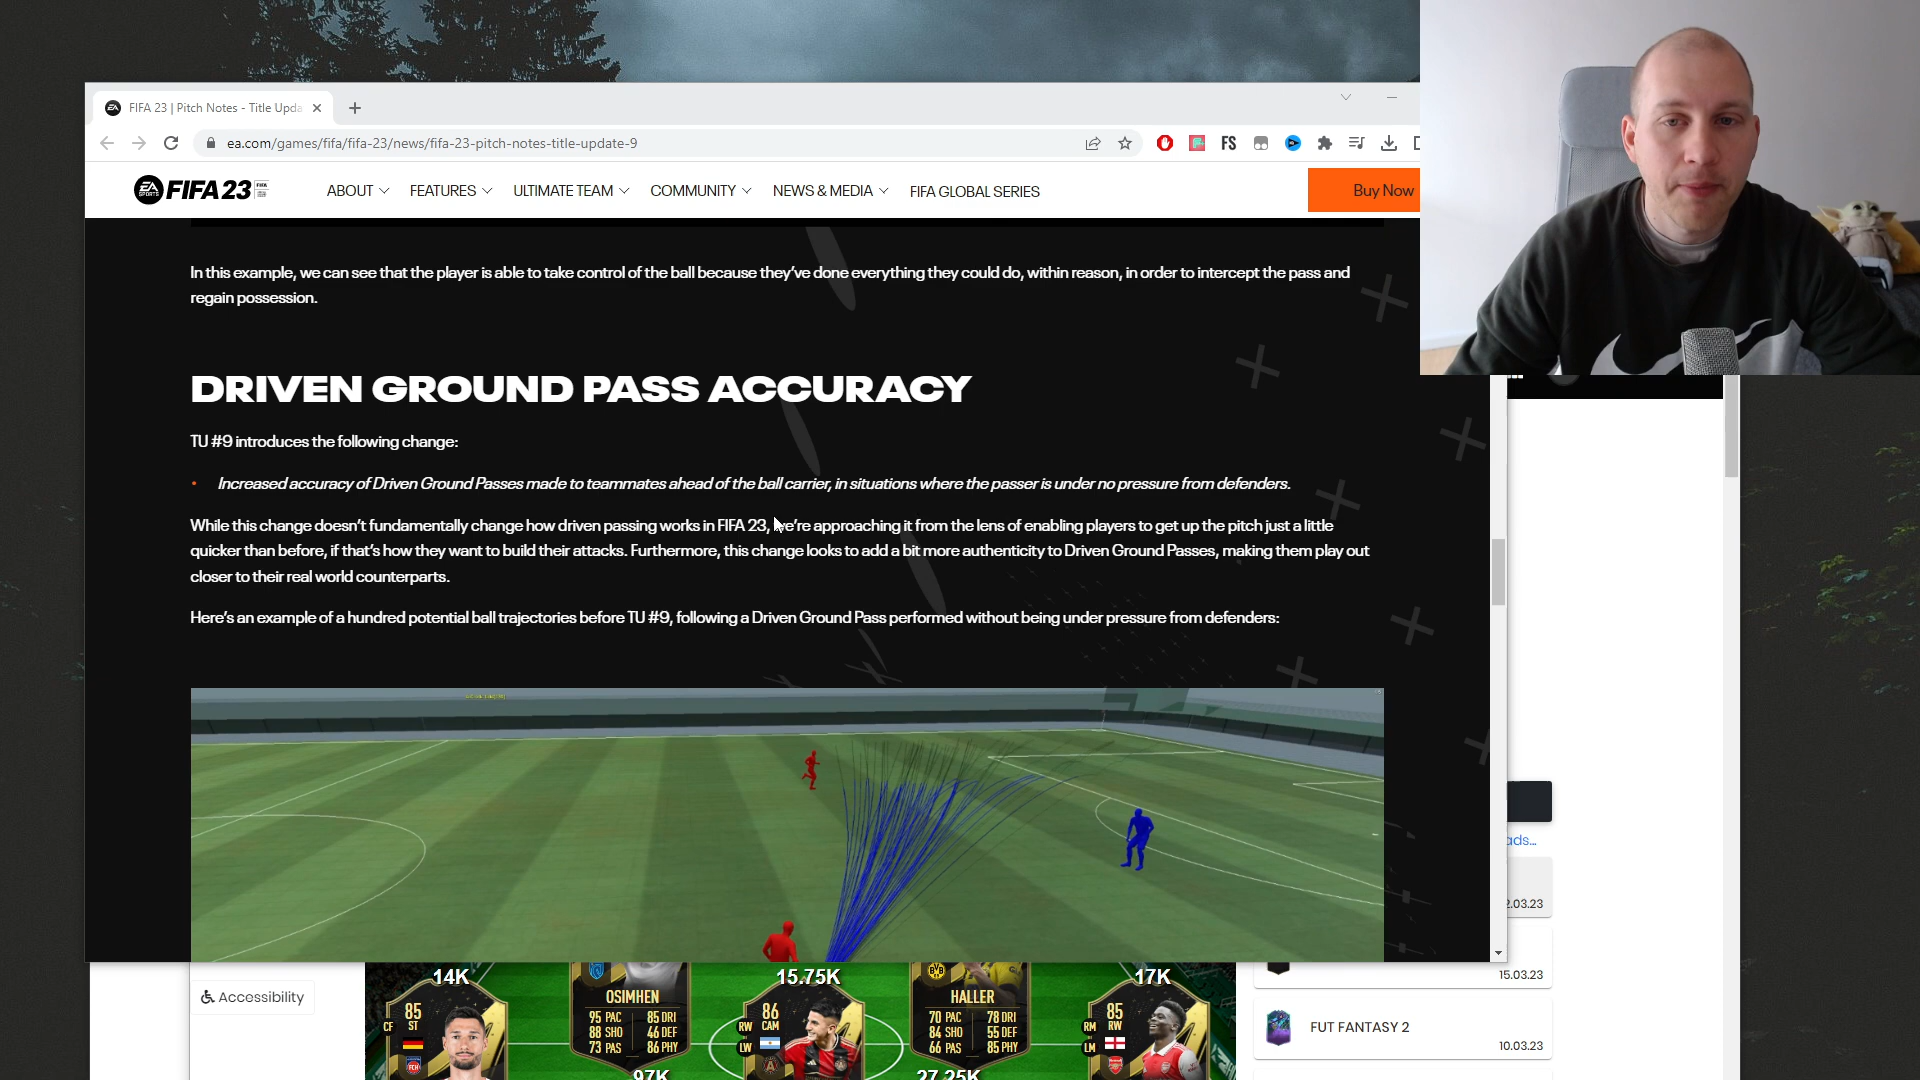 FIFA 23 | Pitch Notes - Title Upda
ea.com/games/fifa/fifa-23/news/fifa-23-pitch-notes-title-update-9
FS
EA SPORTS FIFA 23
ABOUT
FEATURES
ULTIMATE TEAM
COMMUNITY
NEWS & MEDIA
FIFA GLOBAL SERIES
Buy Now
In this example, we can see that the player is able to take control of the ball because they've done everything they could do, within reason, in order to intercept the pass and
regain possession.
DRIVEN GROUND PASS ACCURACY
TU #9 introduces the following change:
• Increased accuracy of Driven Ground Passes made to teammates ahead of the ball carrier, in situations where the passer is under no pressure from defenders.
While this change doesn't fundamentally change how driven passing works in FIFA 23, we're approaching it from the lens of enabling players to get up the pitch just a little
quicker than before, if that's how they want to build their attacks. Furthermore, this change looks to add a bit more authenticity to Driven Ground Passes, making them play out
closer to their real world counterparts.
Here's an example of a hundred potential ball trajectories before TU #9, following a Driven Ground Pass performed without being under pressure from defenders:
ads...
2.03.23
15.03.23
FUT FANTASY 2
10.03.23
Accessibility
14K
85
ST
CF
OSIMHEN
95 PAC 85 DRI
88 SHO 46 DEF
73 PAS 86 PHY
97K
15.75K
86
CAM
RW
LW
HALLER
70 PAC 78 DRI
84 SHO 55 DEF
66 PAS 85 PHY
27.25K
17K
85
RW
RM
LM